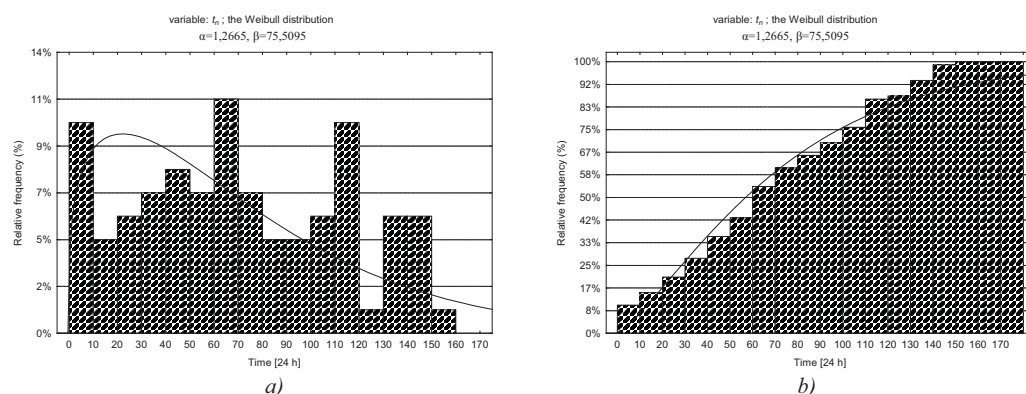 variable: tₙ ; the Weibull distribution
α=1,2665, β=75,5095
14%
11%
9%
7%
5%
2%
0%
Relative frequency (%)
0 10 20 30 40 50 60 70 80 90 100 110 120 130 140 150 160 170
Time [24 h]
a)
variable: tₙ ; the Weibull distribution
α=1,2665, β=75,5095
100%
92%
83%
75%
67%
58%
50%
42%
33%
25%
17%
8%
0%
Relative frequency (%)
0 10 20 30 40 50 60 70 80 90 100 110 120 130 140 150 160 170
Time [24 h]
b)